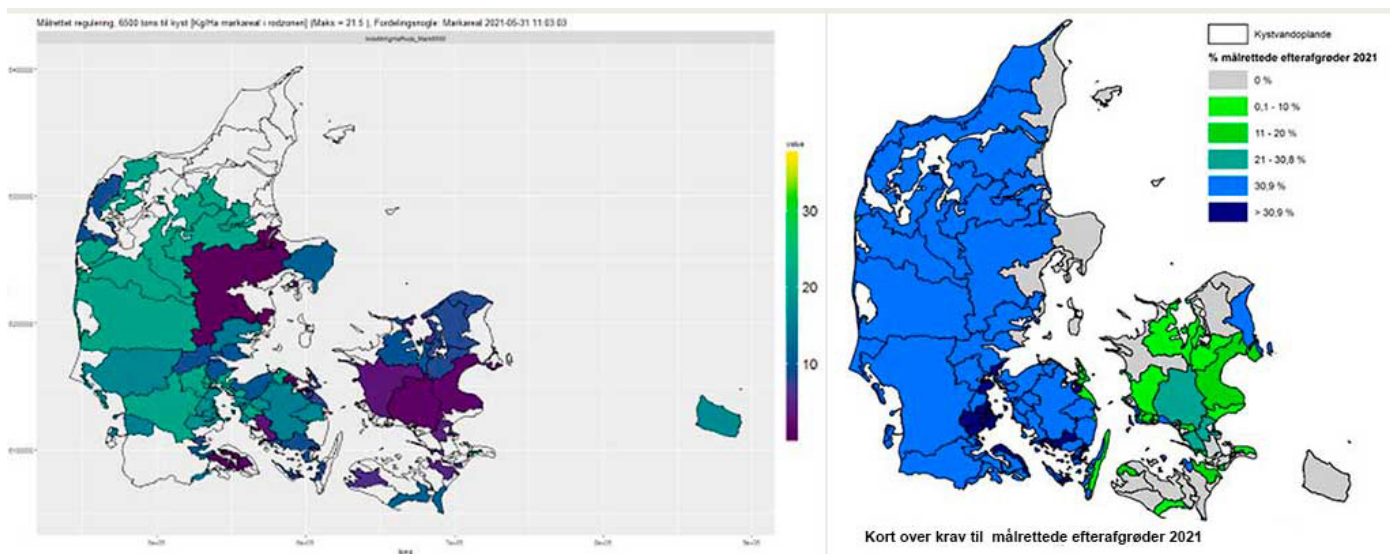 Målrettet regulering, 6500 tons til kyst [Kg/Ha markareal i rodzonen] (Maks = 21.5 ), Fordelingsnogle: Markareal 2021-05-31 11:03:03
value
30
20
10
Kystvandoplande
% målrettede efterafgrøder 2021
0 %
0,1 - 10 %
11 - 20 %
21 - 30,8 %
30,9 %
> 30,9 %
Kort over krav til målrettede efterafgrøder 2021